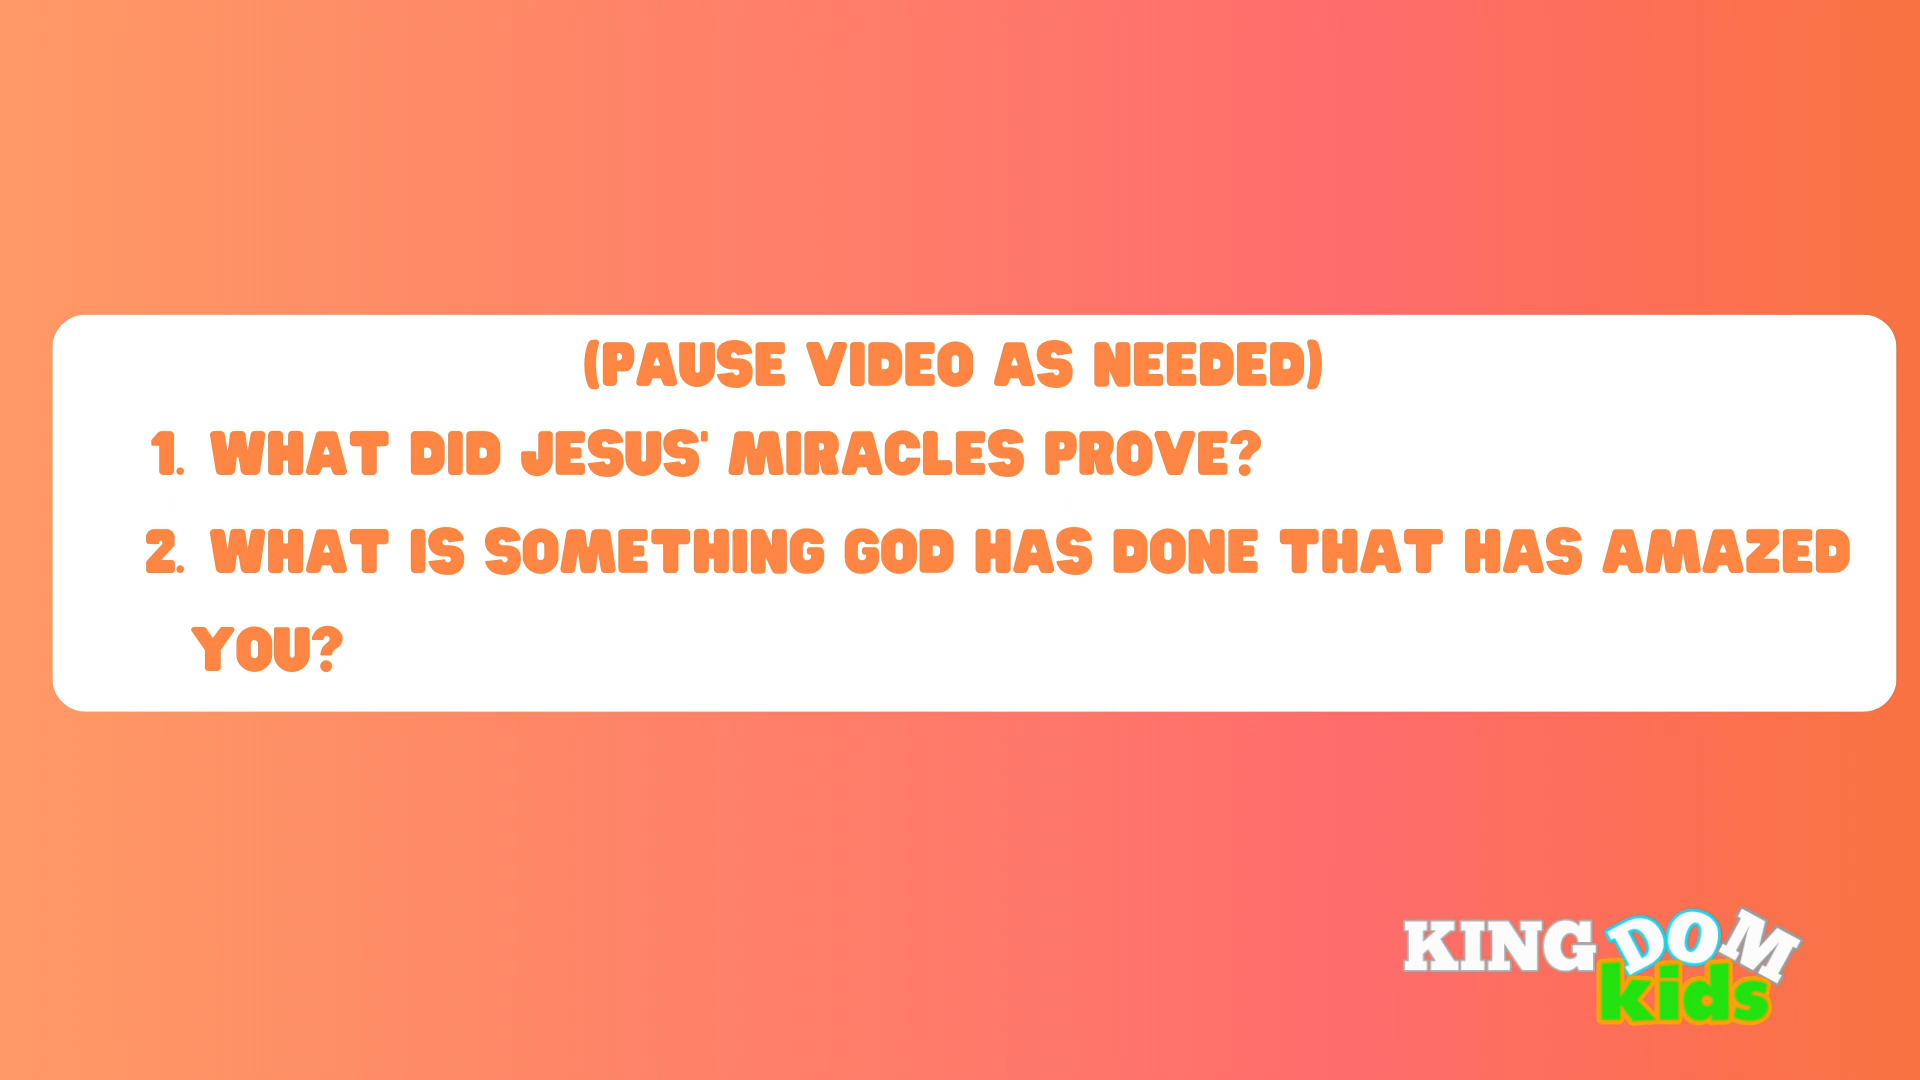 (PAUSE VIDEO AS NEEDED)
1. WHAT DID JESUS' MIRACLES PROVE?
2. WHAT IS SOMETHING GOD HAS DONE THAT HAS AMAZED
YOU?
KINGDOM
kids